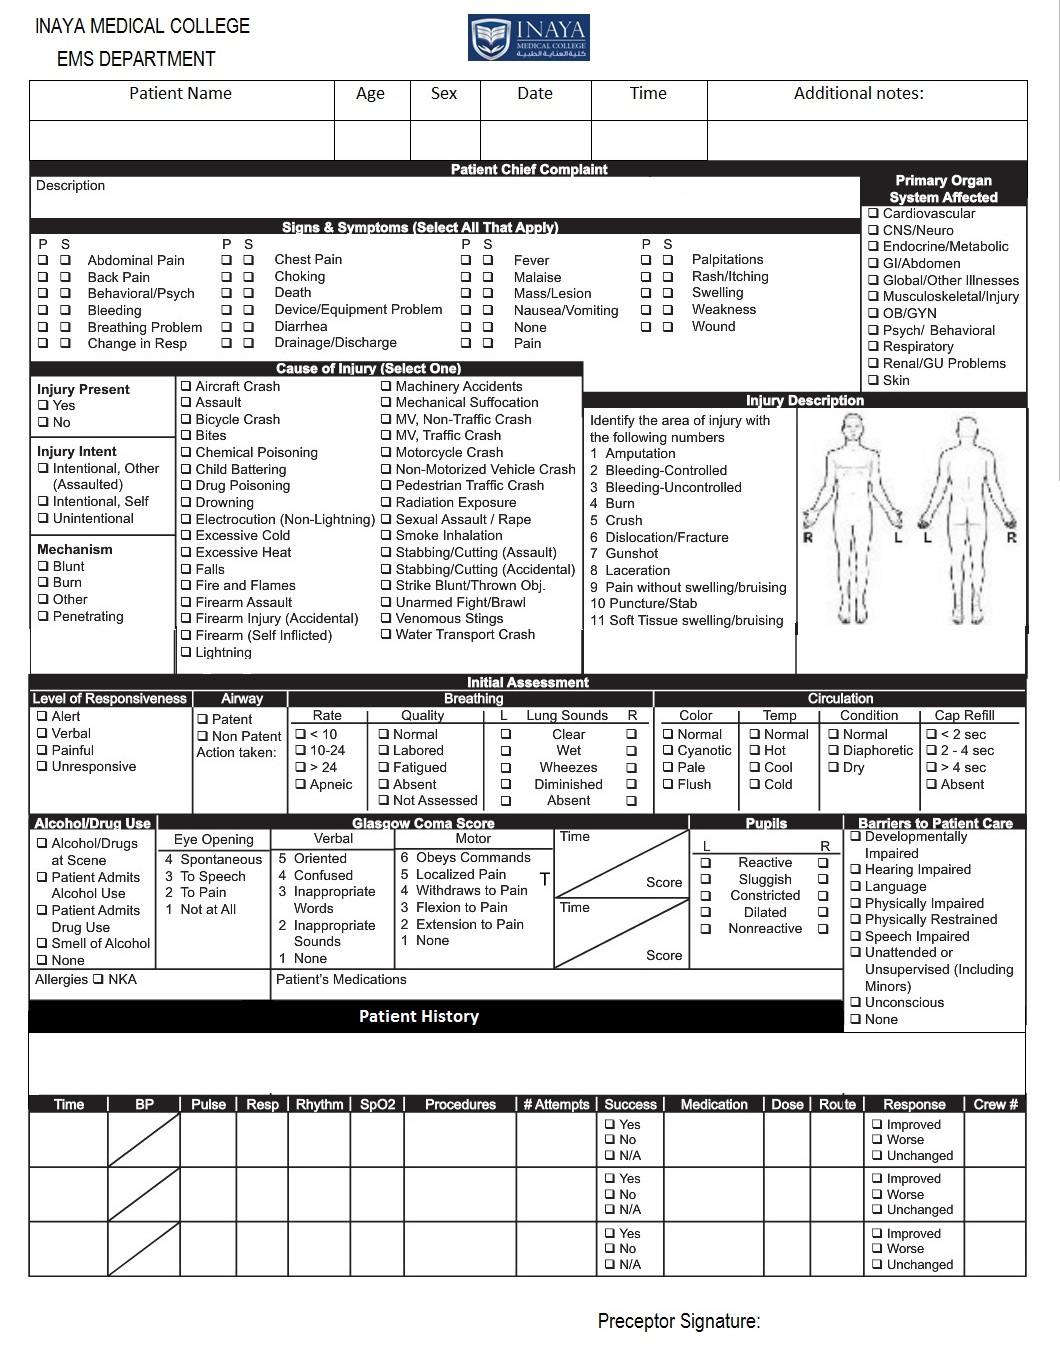 INAYA MEDICAL COLLEGE
EMS DEPARTMENT
INAYA
MEDICAL COLLEGE
كلية العناية الطبية
Patient Name Age Sex Date Time Additional notes:
Patient Chief Complaint
Description
Primary Organ
System Affected
Cardiovascular
CNS/Neuro
Endocrine/Metabolic
GI/Abdomen
Global/Other Illnesses
Musculoskeletal/Injury
OB/GYN
Psych/ Behavioral
Respiratory
Renal/GU Problems
Skin
Signs & Symptoms (Select All That Apply)
P S P S P S P S
Abdominal Pain Chest Pain Fever Palpitations
Back Pain Choking Malaise Rash/Itching
Behavioral/Psych Death Mass/Lesion Swelling
Bleeding Device/Equipment Problem Nausea/Vomiting Weakness
Breathing Problem Diarrhea None Wound
Change in Resp Drainage/Discharge Pain
Cause of Injury (Select One)
Injury Present
Yes
No
Injury Intent
Intentional, Other
(Assaulted)
Intentional, Self
Unintentional
Mechanism
Blunt
Burn
Other
Penetrating
Aircraft Crash
Assault
Bicycle Crash
Bites
Chemical Poisoning
Child Battering
Drug Poisoning
Drowning
Electrocution (Non-Lightning)
Excessive Cold
Excessive Heat
Falls
Fire and Flames
Firearm Assault
Firearm Injury (Accidental)
Firearm (Self Inflicted)
Lightning
Machinery Accidents
Mechanical Suffocation
MV, Non-Traffic Crash
MV, Traffic Crash
Motorcycle Crash
Non-Motorized Vehicle Crash
Pedestrian Traffic Crash
Radiation Exposure
Sexual Assault / Rape
Smoke Inhalation
Stabbing/Cutting (Assault)
Stabbing/Cutting (Accidental)
Strike Blunt/Thrown Obj.
Unarmed Fight/Brawl
Venomous Stings
Water Transport Crash
Injury Description
Identify the area of injury with
the following numbers
1 Amputation
2 Bleeding-Controlled
3 Bleeding-Uncontrolled
4 Burn
5 Crush
6 Dislocation/Fracture
7 Gunshot
8 Laceration
9 Pain without swelling/bruising
10 Puncture/Stab
11 Soft Tissue swelling/bruising
R L L R
Initial Assessment
Level of Responsiveness Airway Breathing Circulation
Alert
Verbal
Painful
Unresponsive
Patent
Non Patent
Action taken:
Rate Quality L Lung Sounds R
< 10 Normal Clear
10-24 Labored Wet
> 24 Fatigued Wheezes
Apneic Absent Diminished
Not Assessed Absent
Color Temp Condition Cap Refill
Normal Normal Normal < 2 sec
Cyanotic Hot Diaphoretic 2 - 4 sec
Pale Cool Dry > 4 sec
Flush Cold Absent
Alcohol/Drug Use Glasgow Coma Score Pupils Barriers to Patient Care
Alcohol/Drugs
at Scene
Patient Admits
Alcohol Use
Patient Admits
Drug Use
Smell of Alcohol
None
Eye Opening
4 Spontaneous
3 To Speech
2 To Pain
1 Not at All
Verbal
5 Oriented
4 Confused
3 Inappropriate
Words
2 Inappropriate
Sounds
1 None
Motor
6 Obeys Commands
5 Localized Pain
4 Withdraws to Pain
3 Flexion to Pain
2 Extension to Pain
1 None
T
Time
Score
Time
Score
L R
Reactive
Sluggish
Constricted
Dilated
Nonreactive
Developmentally
Impaired
Hearing Impaired
Language
Physically Impaired
Physically Restrained
Speech Impaired
Unattended or
Unsupervised (Including
Minors)
Unconscious
None
Allergies NKA Patient's Medications
Patient History
Time BP Pulse Resp Rhythm SpO2 Procedures # Attempts Success Medication Dose Route Response Crew #
Yes Improved
No Worse
N/A Unchanged
Yes Improved
No Worse
N/A Unchanged
Yes Improved
No Worse
N/A Unchanged
Preceptor Signature: